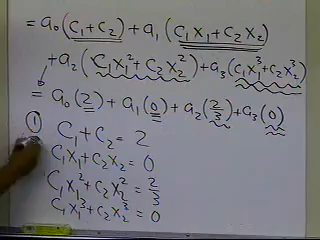 = a₀(C₁+C₂) + a₁(C₁X₁+C₂X₂)
+a₂(C₁X₁²+C₂X₂²)+a₃(C₁X₁³+C₂X₂³)
= a₀(2) + a₁(0) + a₂(2/3) + a₃(0)
① C₁+C₂ = 2
C₁X₁+C₂X₂ = 0
C₁X₁²+C₂X₂² = 2/3
C₁X₁³+C₂X₂³ = 0